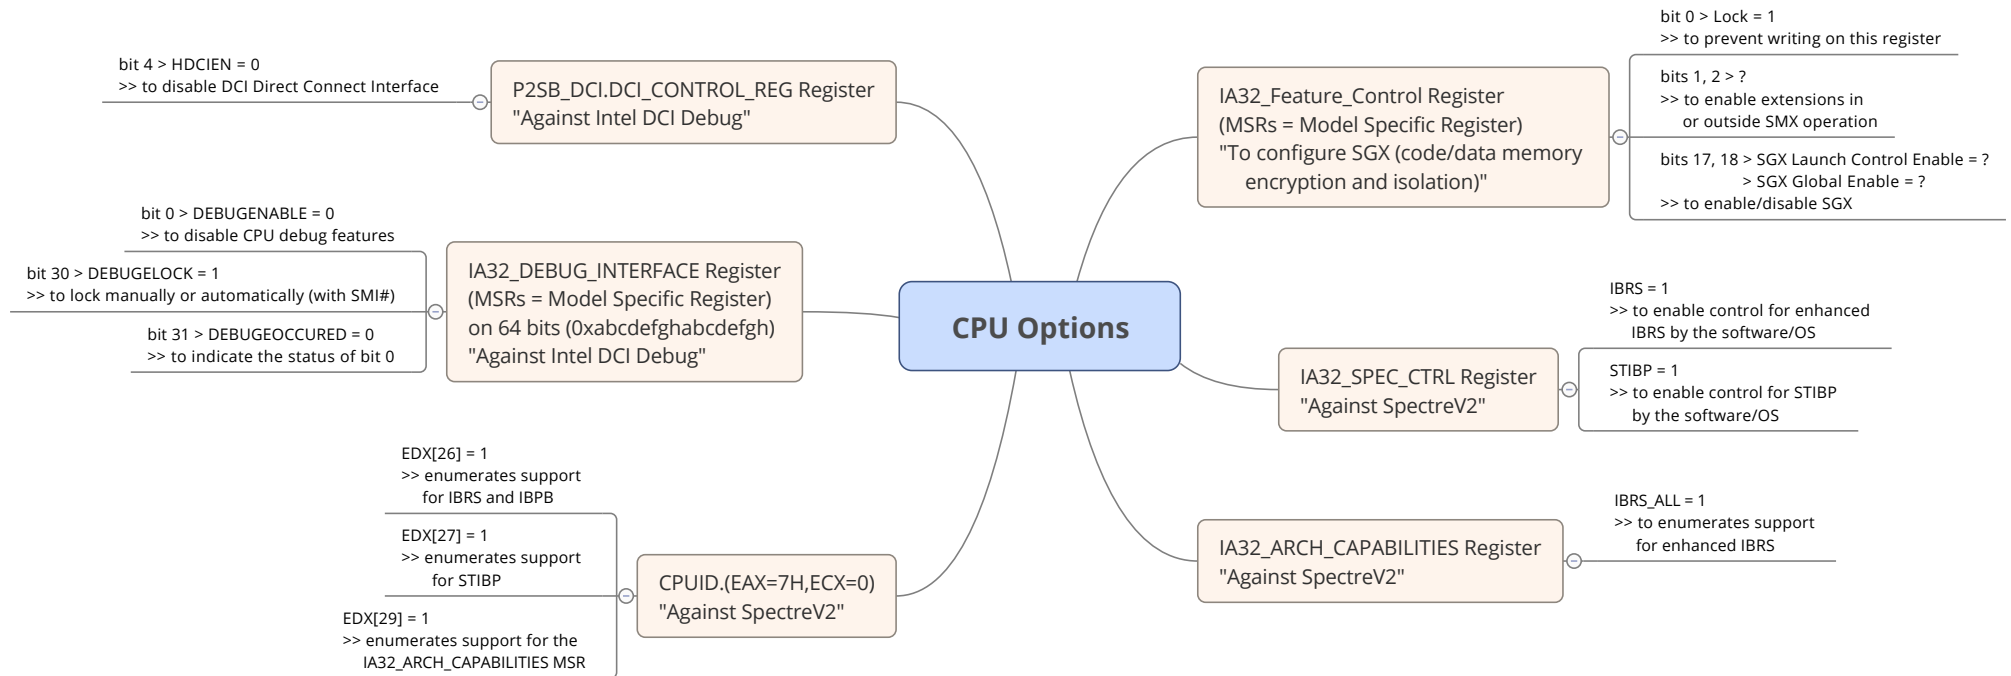 CPU Options
P2SB_DCI.DCI_CONTROL_REG Register
"Against Intel DCI Debug"
bit 4 > HDCIEN = 0
>> to disable DCI Direct Connect Interface
IA32_DEBUG_INTERFACE Register
(MSRs = Model Specific Register)
on 64 bits (0xabcdefghabcdefgh)
"Against Intel DCI Debug"
bit 0 > DEBUGENABLE = 0
>> to disable CPU debug features
bit 30 > DEBUGELOCK = 1
>> to lock manually or automatically (with SMI#)
bit 31 > DEBUGEOCCURED = 0
>> to indicate the status of bit 0
CPUID.(EAX=7H,ECX=0)
"Against SpectreV2"
EDX[26] = 1
>> enumerates support
for IBRS and IBPB
EDX[27] = 1
>> enumerates support
for STIBP
EDX[29] = 1
>> enumerates support for the
IA32_ARCH_CAPABILITIES MSR
IA32_Feature_Control Register
(MSRs = Model Specific Register)
"To configure SGX (code/data memory
encryption and isolation)"
bit 0 > Lock = 1
>> to prevent writing on this register
bits 1, 2 > ?
>> to enable extensions in
or outside SMX operation
bits 17, 18 > SGX Launch Control Enable = ?
> SGX Global Enable = ?
>> to enable/disable SGX
IA32_SPEC_CTRL Register
"Against SpectreV2"
IBRS = 1
>> to enable control for enhanced
IBRS by the software/OS
STIBP = 1
>> to enable control for STIBP
by the software/OS
IA32_ARCH_CAPABILITIES Register
"Against SpectreV2"
IBRS_ALL = 1
>> to enumerates support
for enhanced IBRS